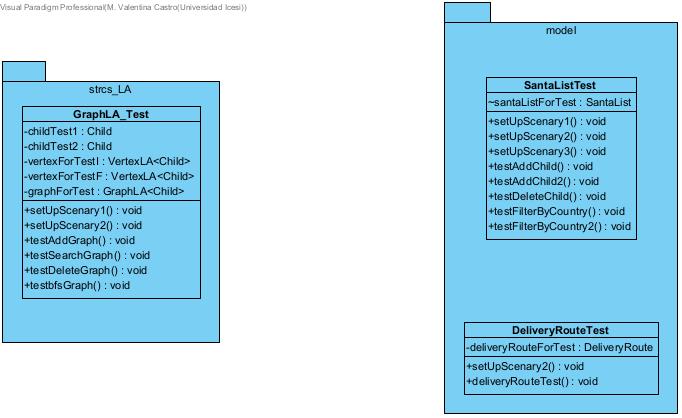 Visual Paradigm Professional(M. Valentina Castro(Universidad Icesi))
strcs_LA
GraphLA_Test
-childTest1 : Child
-childTest2 : Child
-vertexForTestI : VertexLA<Child>
-vertexForTestF : VertexLA<Child>
-graphForTest : GraphLA<Child>
+setUpScenary1() : void
+setUpScenary2() : void
+testAddGraph() : void
+testSearchGraph() : void
+testDeleteGraph() : void
+testbfsGraph() : void
model
SantaListTest
~santaListForTest : SantaList
+setUpScenary1() : void
+setUpScenary2() : void
+setUpScenary3() : void
+testAddChild() : void
+testAddChild2() : void
+testDeleteChild() : void
+testFilterByCountry() : void
+testFilterByCountry2() : void
DeliveryRouteTest
-deliveryRouteForTest : DeliveryRoute
+setUpScenary2() : void
+deliveryRouteTest() : void